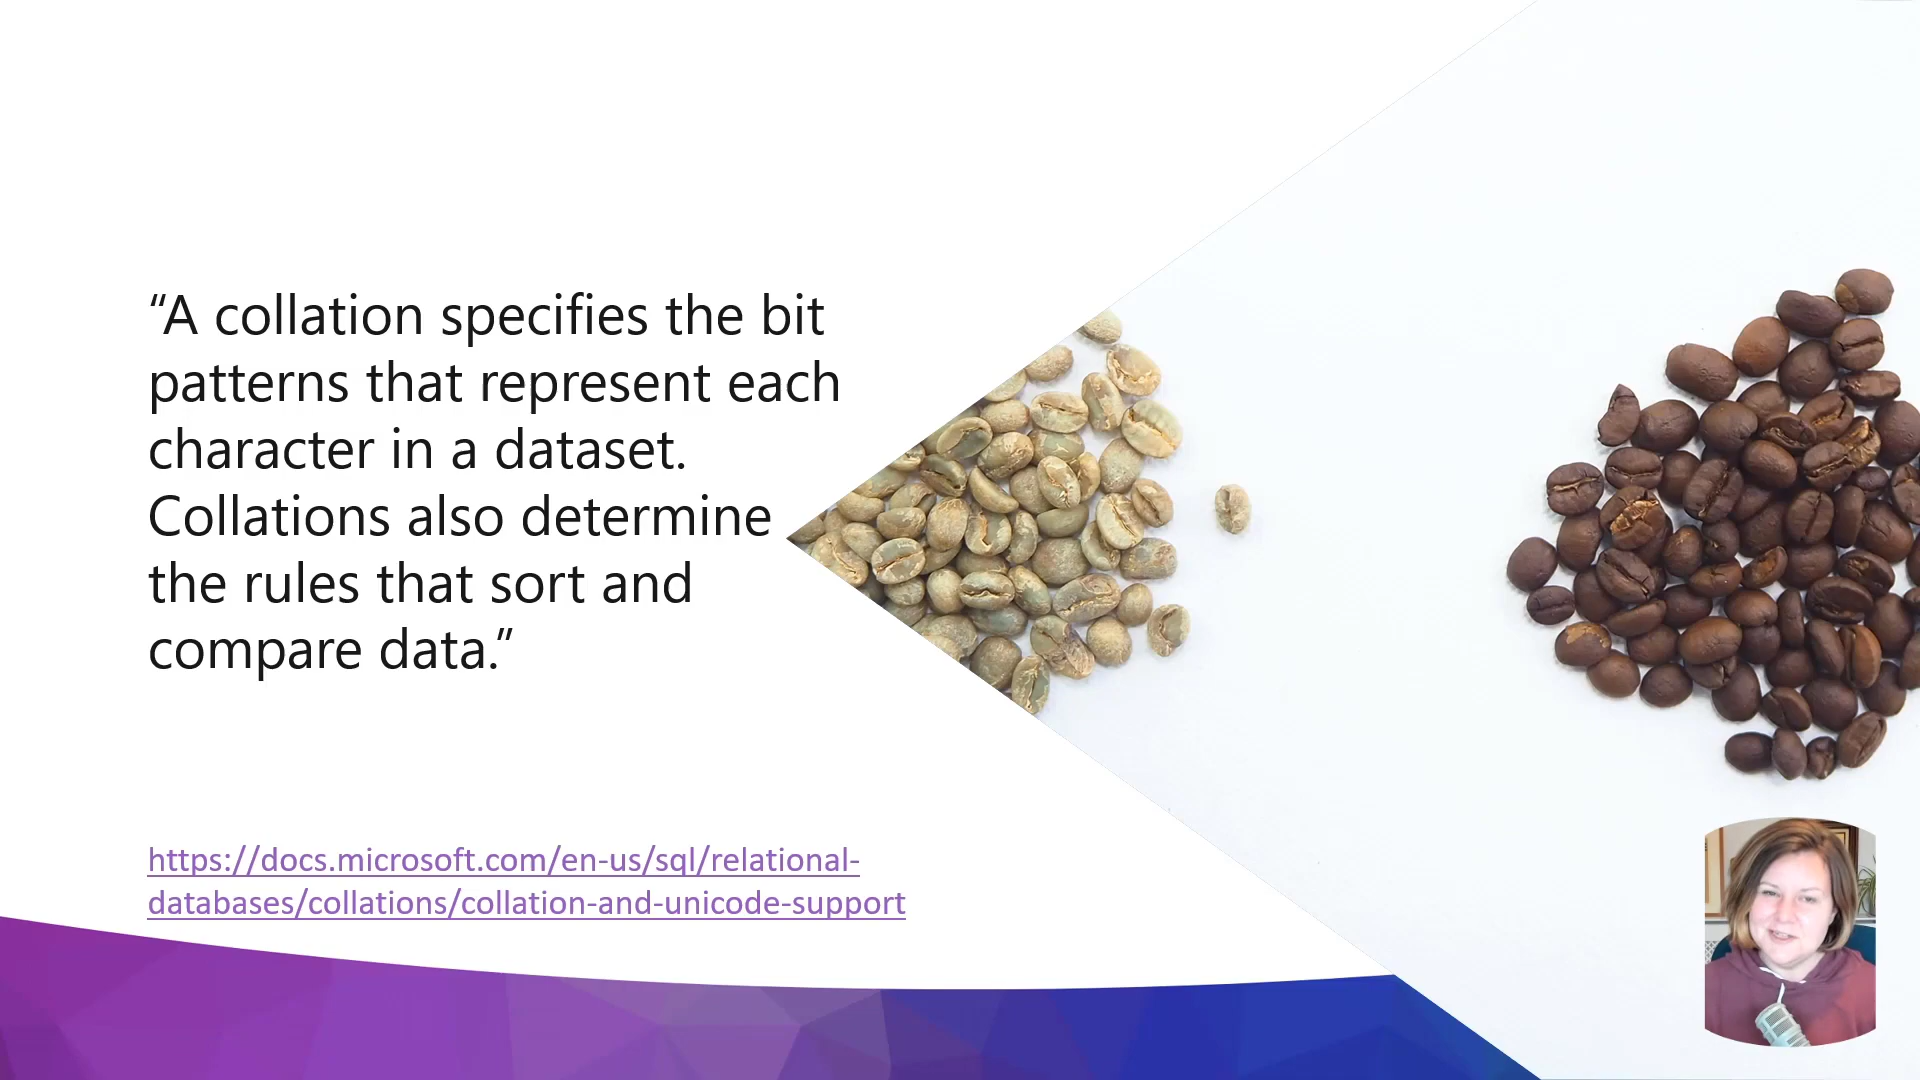 “A collation specifies the bit
patterns that represent each
character in a dataset.
Collations also determine
the rules that sort and
compare data.”
https://docs.microsoft.com/en-us/sql/relational-
databases/collations/collation-and-unicode-support